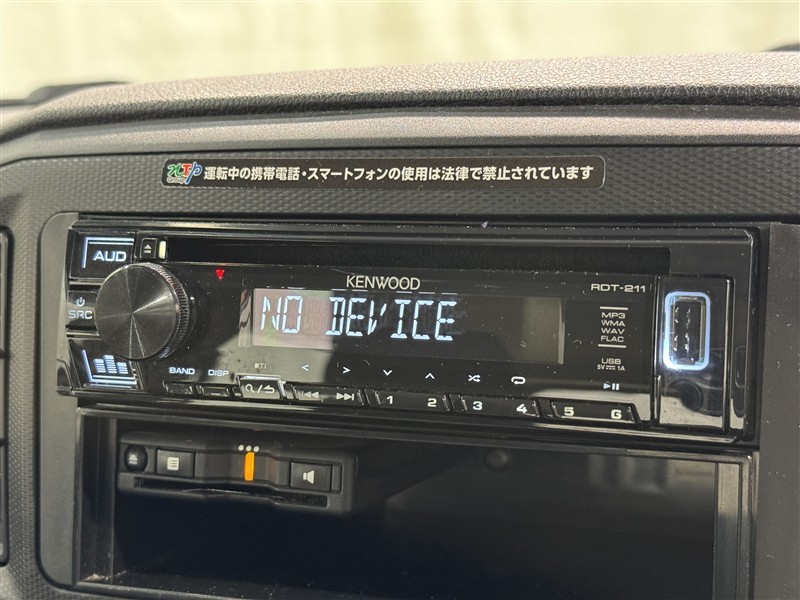 運転中の携帯電話・スマートフォンの使用は法律で禁止されています
AUD
KENWOOD
RDT-211
SRC
NO DEVICE
MP3
WMA
WAV
FLAC
USB
5V 1A
BAND DISP
1 2 3 4 5 6